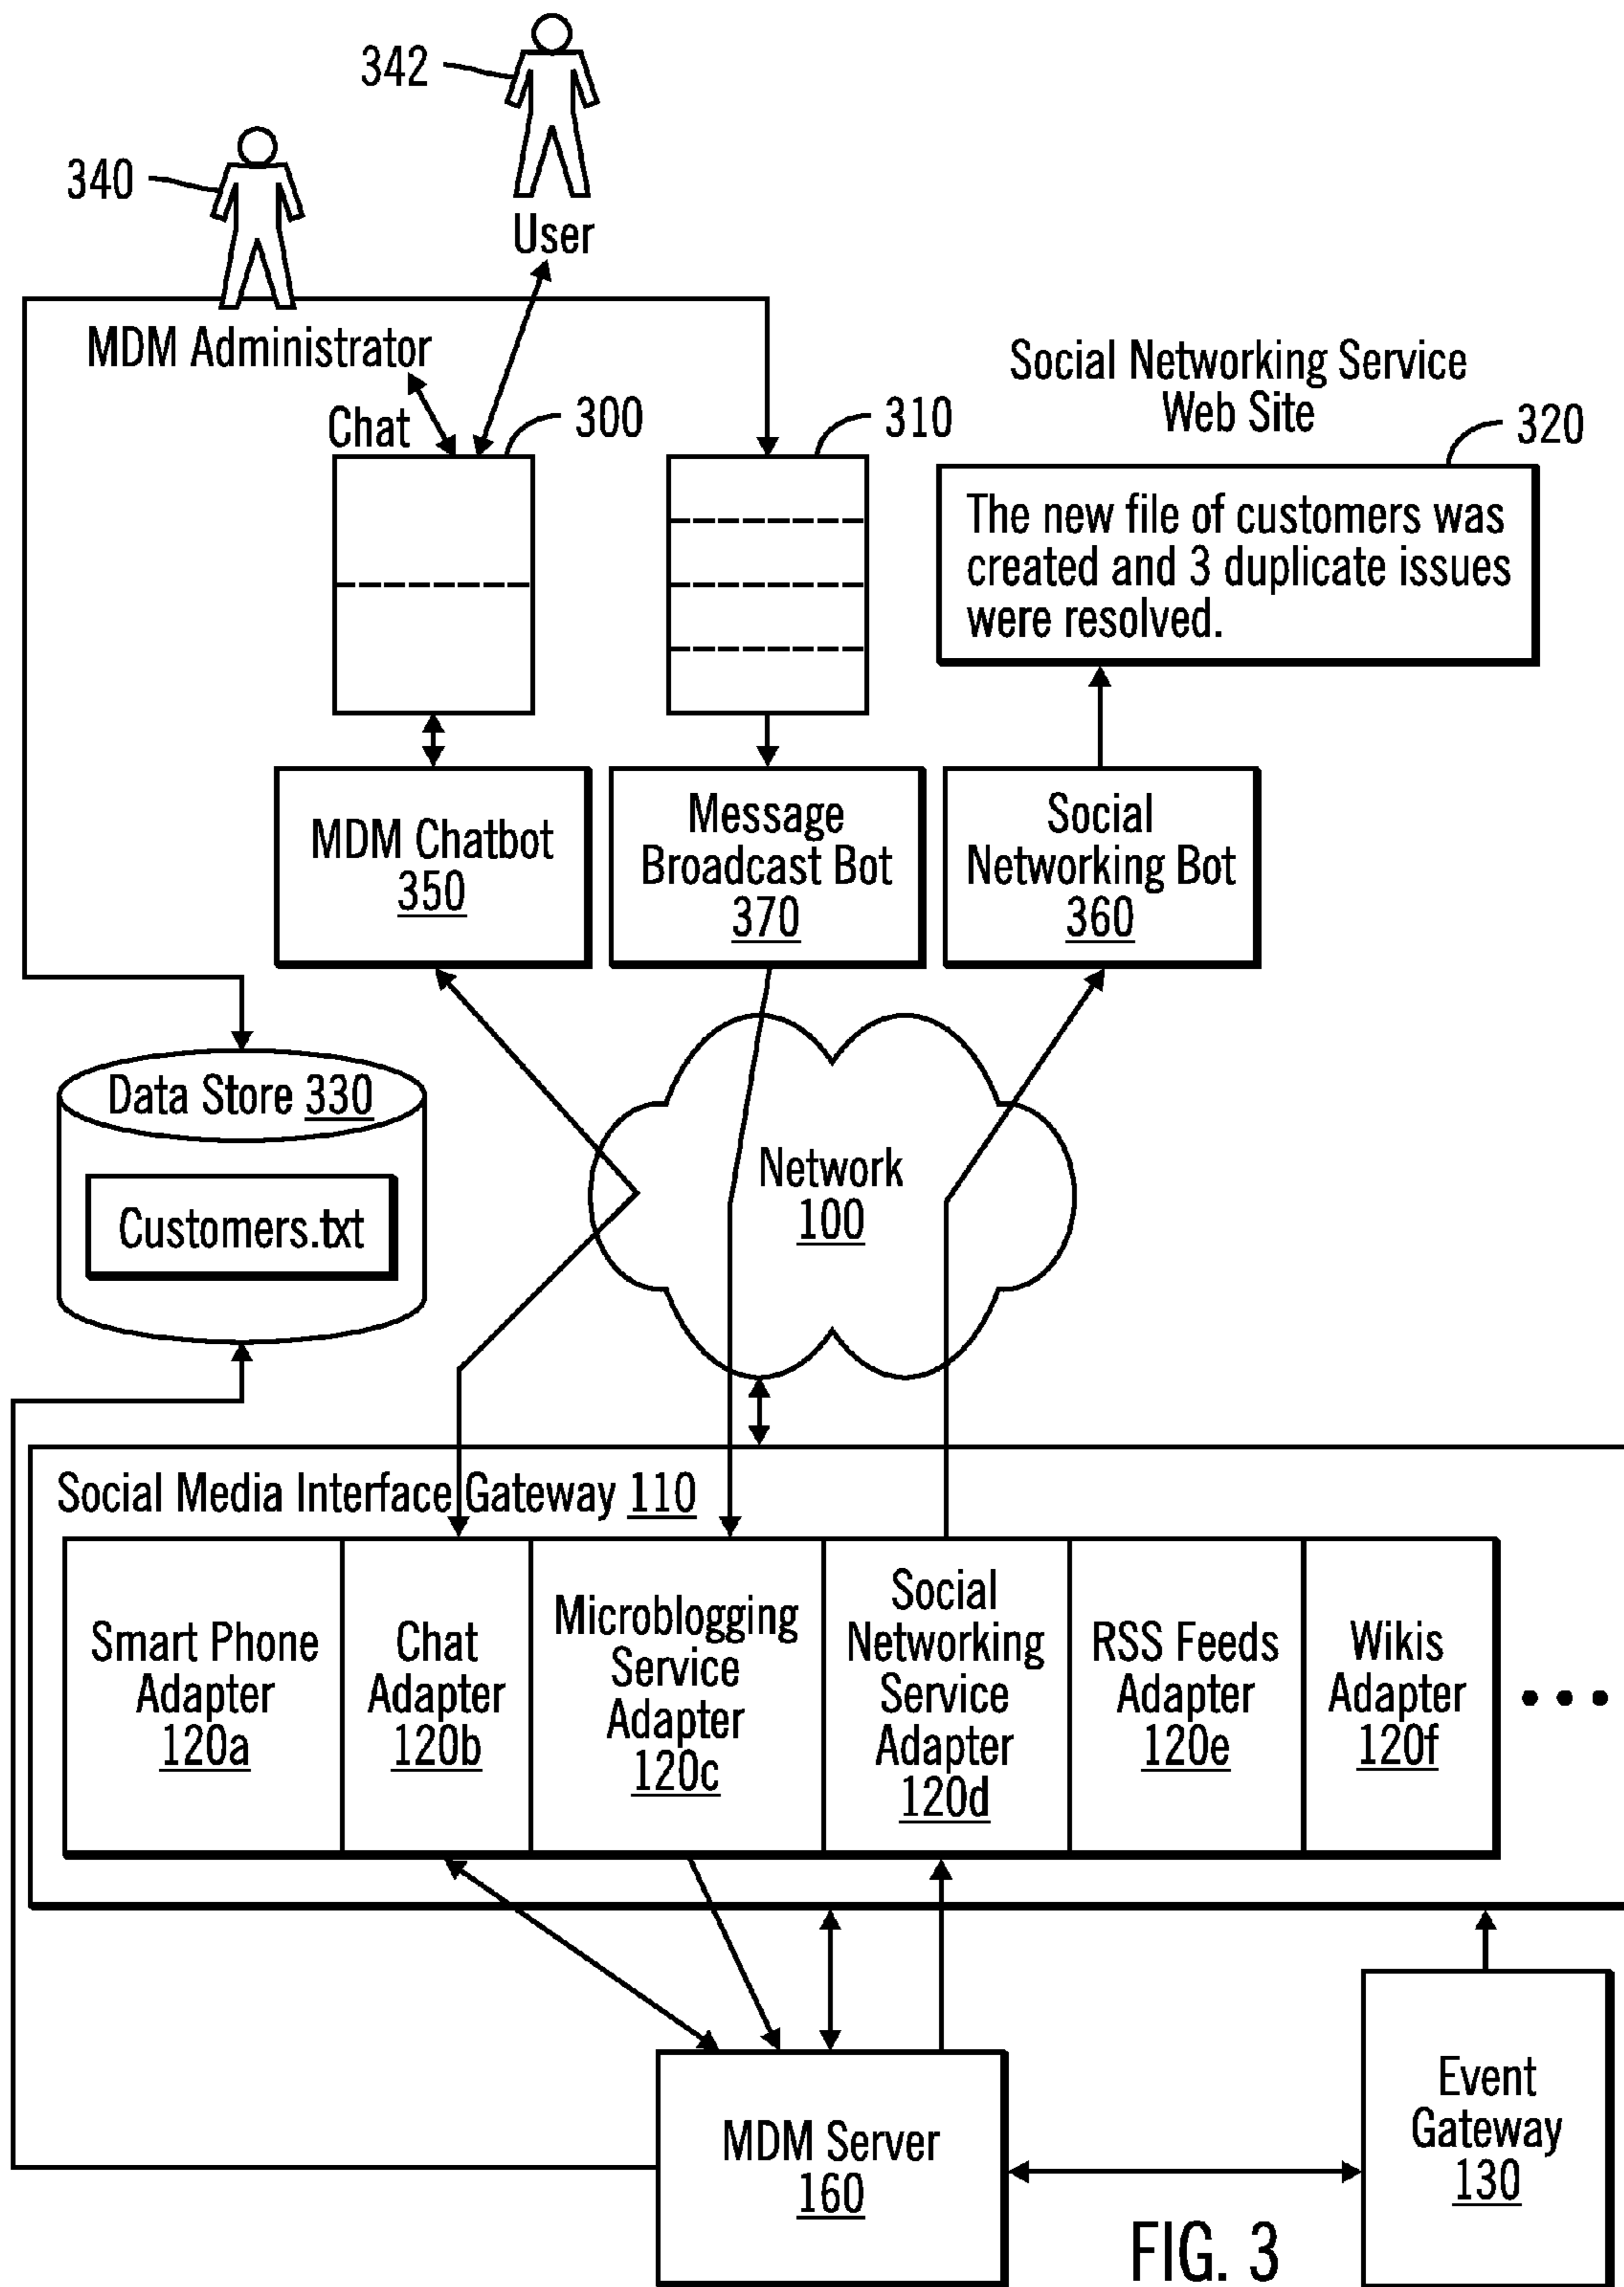 342
340
User
MDM Administrator
Chat
300
310
Social Networking Service
Web Site
320
The new file of customers was
created and 3 duplicate issues
were resolved.
MDM Chatbot
350
Message
Broadcast Bot
370
Social
Networking Bot
360
Data Store 330
Customers.txt
Network
100
Social Media Interface Gateway 110
Smart Phone
Adapter
120a
Chat
Adapter
120b
Microblogging
Service
Adapter
120c
Social
Networking
Service
Adapter
120d
RSS Feeds
Adapter
120e
Wikis
Adapter
120f
MDM Server
160
Event
Gateway
130
FIG. 3